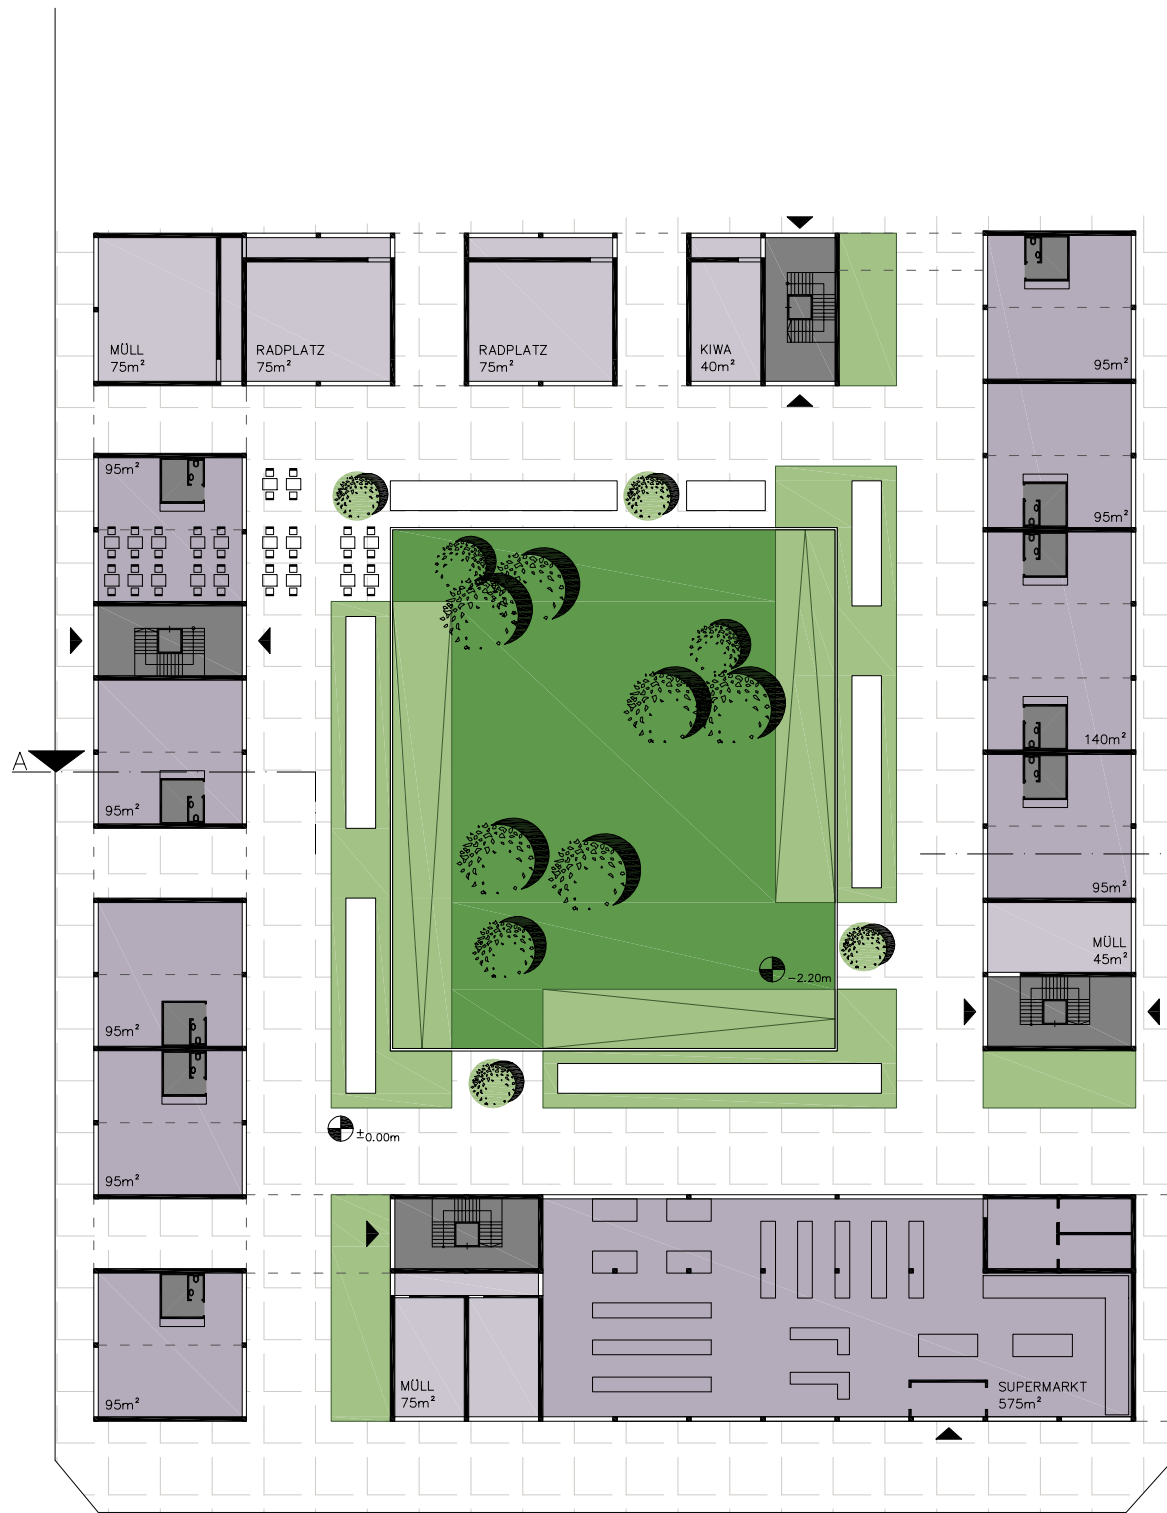 MÜLL
75m²
RADPLATZ
75m²
RADPLATZ
75m²
KIWA
40m²
95m²
95m²
95m²
140m²
A
95m²
95m²
MÜLL
45m²
-2.20m
95m²
±0.00m
95m²
MÜLL
75m²
SUPERMARKT
575m²
95m²